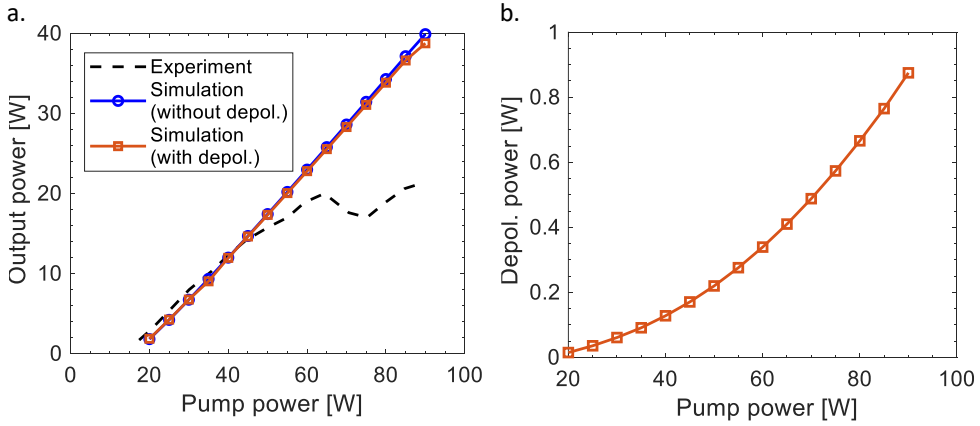 a.
Output power [W]
40
30
20
10
0
Experiment
Simulation
(without depol.)
Simulation
(with depol.)
0 20 40 60 80 100
Pump power [W]
b.
Depol. power [W]
1
0.8
0.6
0.4
0.2
0
20 40 60 80 100
Pump power [W]